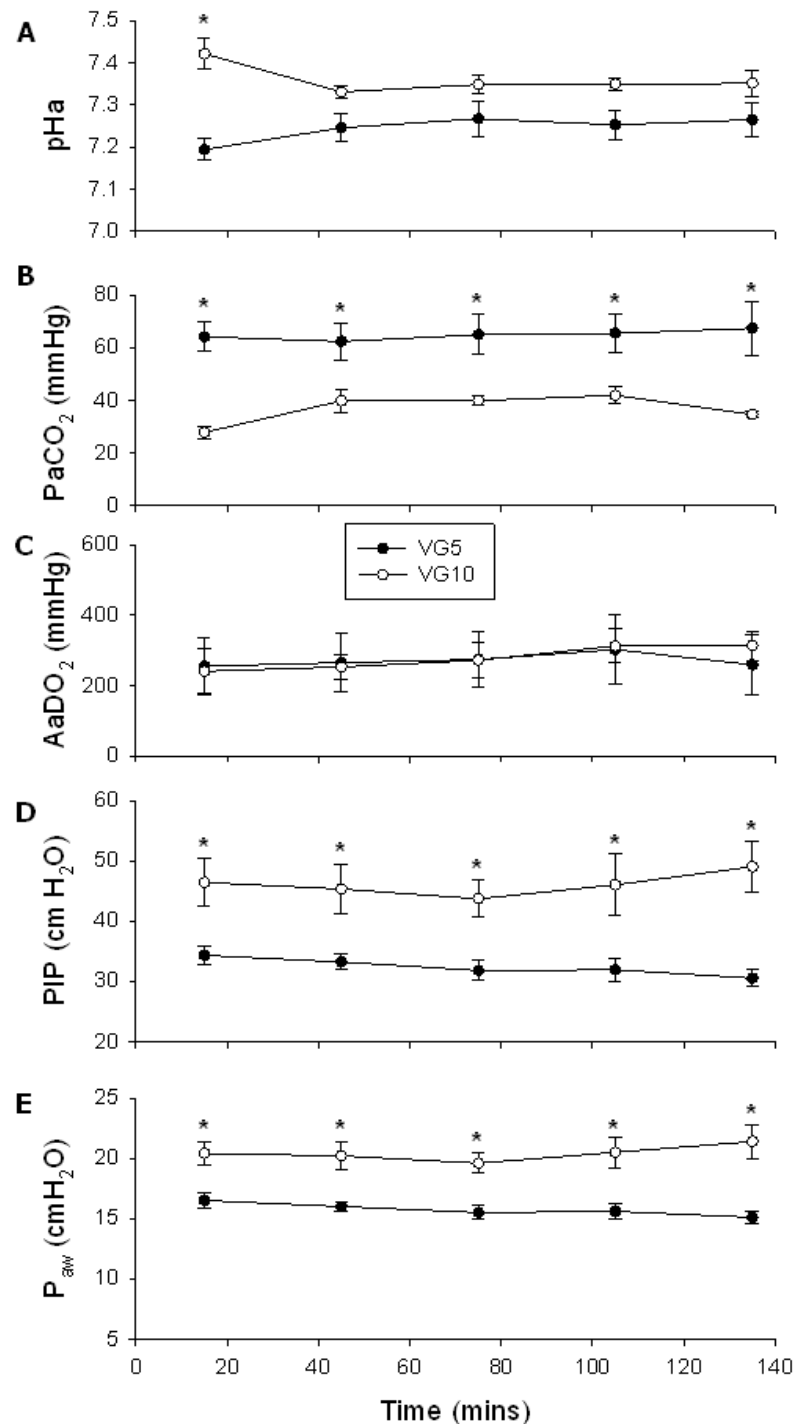 A
pHa
7.5
*
7.4
7.3
7.2
7.1
7.0
B
PaCO₂ (mmHg)
80
* * * * *
60
40
20
0
C
AaDO₂ (mmHg)
600
VG5
VG10
400
200
0
D
PIP (cm H₂O)
60
* * * * *
50
40
30
20
E
Paw (cmH₂O)
25
* * * * *
20
15
10
5
0 20 40 60 80 100 120 140
Time (mins)